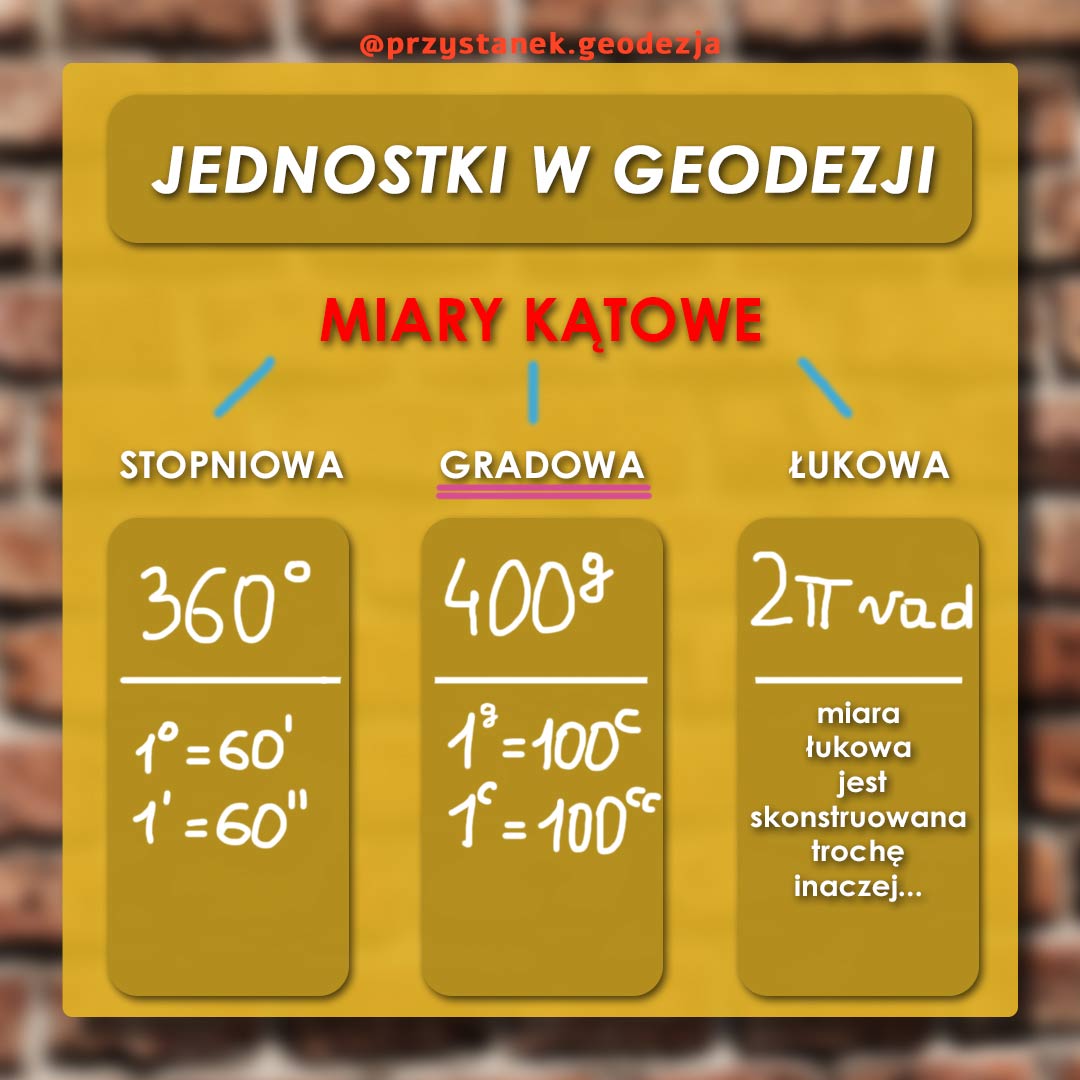 @przystanek.geodezja
JEDNOSTKI W GEODEZJI
MIARY KĄTOWE
STOPNIOWA
360°
1° = 60'
1' = 60"
GRADOWA
400ᵍ
1ᵍ = 100ᶜ
1ᶜ = 100ᶜᶜ
ŁUKOWA
2π rad
miara
łukowa
jest
skonstruowana
trochę
inaczej...